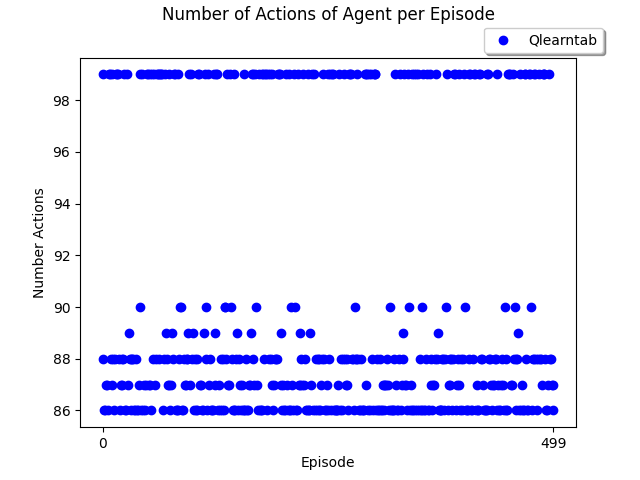 Number of Actions of Agent per Episode
Qlearntab
98
96
94
92
90
88
86
Number Actions
0
499
Episode